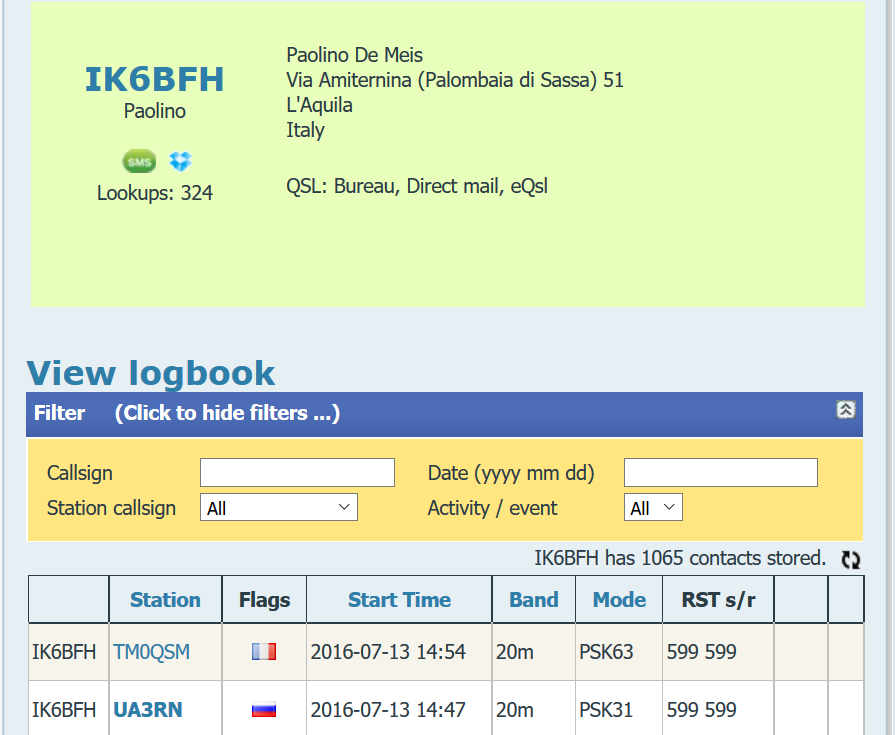 IK6BFH
Paolino
SMS
Lookups: 324
Paolino De Meis
Via Amiternina (Palombaia di Sassa) 51
L'Aquila
Italy
QSL: Bureau, Direct mail, eQsl
View logbook
Filter (Click to hide filters ...)
Callsign Date (yyyy mm dd)
Station callsign All Activity / event All
IK6BFH has 1065 contacts stored.
Station Flags Start Time Band Mode RST s/r
IK6BFH TM0QSM 2016-07-13 14:54 20m PSK63 599 599
IK6BFH UA3RN 2016-07-13 14:47 20m PSK31 599 599